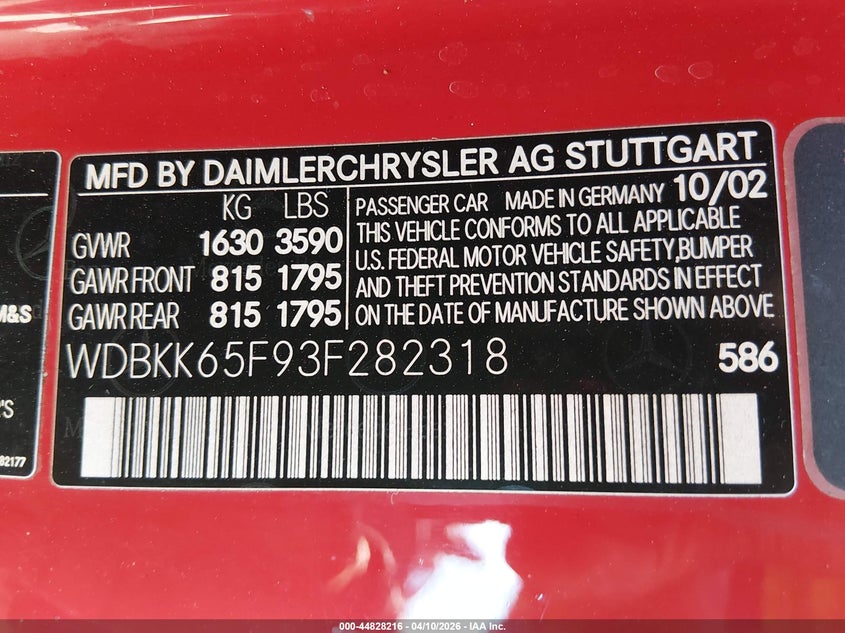 MFD BY DAIMLERCHRYSLER AG STUTTGART
KG LBS
GVWR 1630 3590
GAWR FRONT 815 1795
GAWR REAR 815 1795
PASSENGER CAR MADE IN GERMANY 10/02
THIS VEHICLE CONFORMS TO ALL APPLICABLE
U.S. FEDERAL MOTOR VEHICLE SAFETY,BUMPER
AND THEFT PREVENTION STANDARDS IN EFFECT
ON THE DATE OF MANUFACTURE SHOWN ABOVE
WDBKK65F93F282318 586
M&S
'S
82177
000-44828216 - 04/10/2026 - IAA Inc.